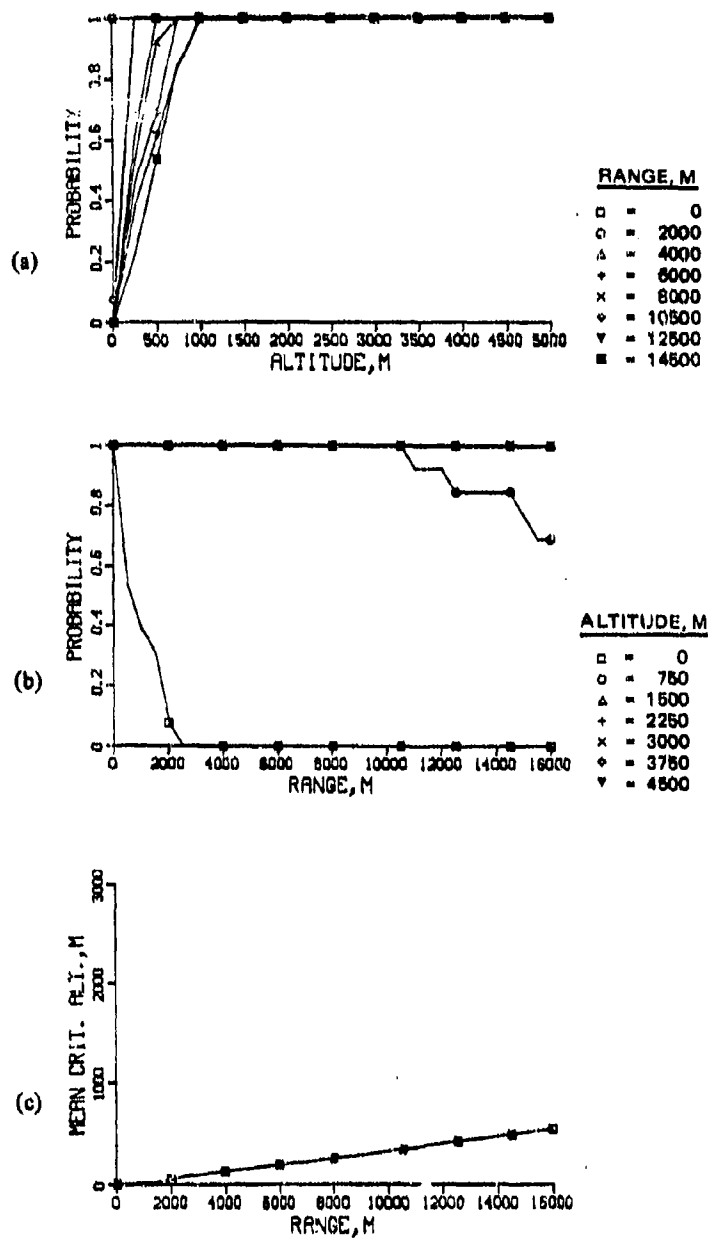 (a)
PROBABILITY
0 0.2 0.4 0.6 0.8 1
0 500 1000 1500 2000 2500 3000 3500 4000 4500 5000
ALTITUDE,M
RANGE, M
□ = 0
○ = 2000
△ = 4000
+ = 6000
× = 8000
◇ = 10500
▼ = 12500
■ = 14500
(b)
PROBABILITY
0 0.2 0.4 0.6 0.8 1
0 2000 4000 6000 8000 10000 12000 14000 16000
RANGE,M
ALTITUDE, M
□ = 0
○ = 750
△ = 1500
+ = 2250
× = 3000
◇ = 3750
▼ = 4500
(c)
MEAN CRIT. ALT.,M
0 1000 2000 3000
0 2000 4000 6000 8000 10000 12000 14000 16000
RANGE,M